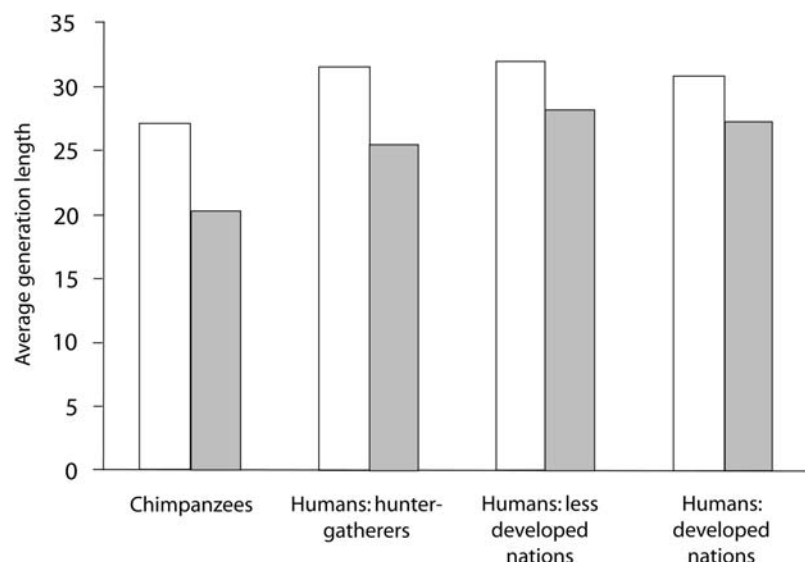 35
30
25
20
15
10
5
0
Average generation length
Chimpanzees
Humans: hunter-
gatherers
Humans: less
developed
nations
Humans:
developed
nations